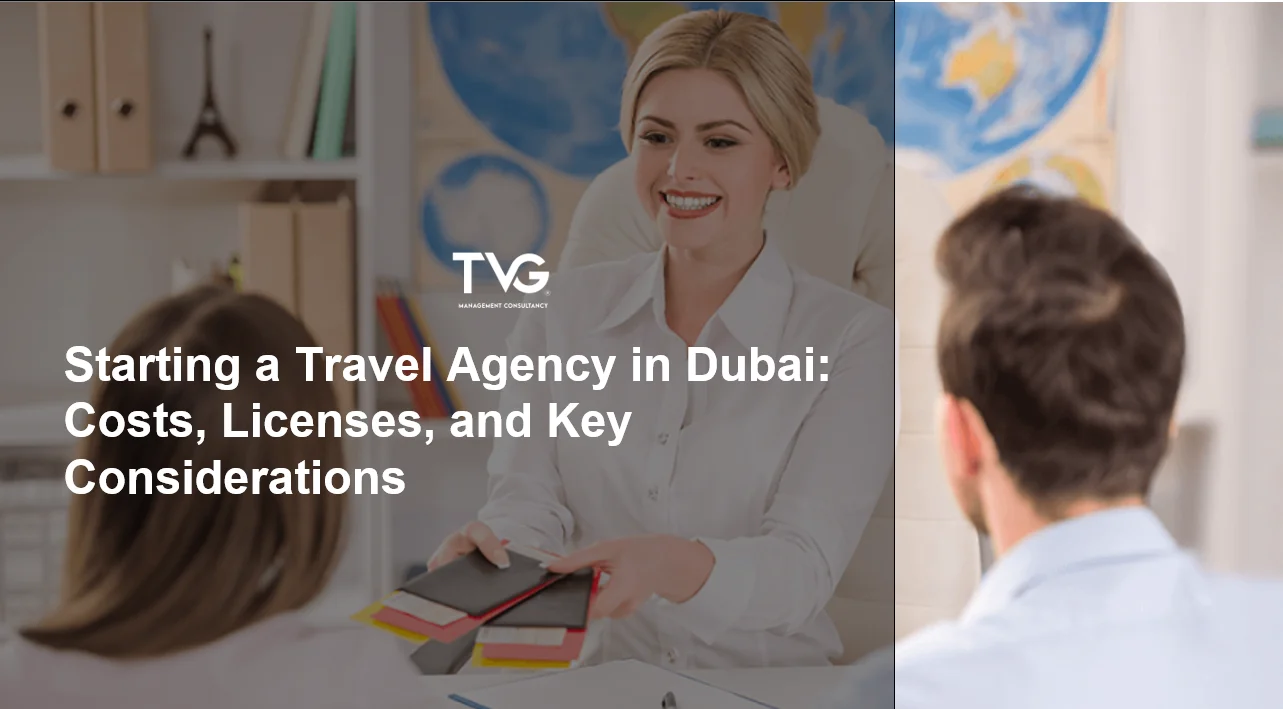 TVG
MANAGEMENT CONSULTANCY
Starting a Travel Agency in Dubai:
Costs, Licenses, and Key
Considerations